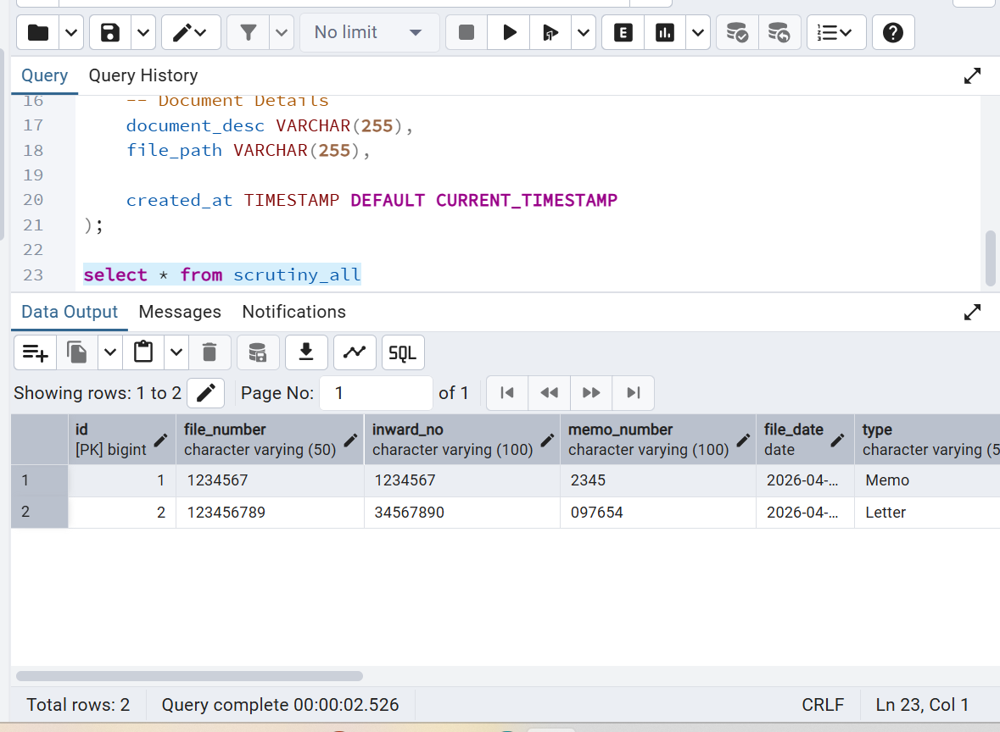 No limit
Query Query History
16 -- Document Details
17 document_desc VARCHAR(255),
18 file_path VARCHAR(255),
19
20 created_at TIMESTAMP DEFAULT CURRENT_TIMESTAMP
21 );
22
23 select * from scrutiny_all
Data Output Messages Notifications
SQL
Showing rows: 1 to 2 Page No: 1 of 1
id file_number inward_no memo_number file_date type
[PK] bigint character varying (50) character varying (100) character varying (100) date character varying (5
1 1 1234567 1234567 2345 2026-04-... Memo
2 2 123456789 34567890 097654 2026-04-... Letter
Total rows: 2 Query complete 00:00:02.526 CRLF Ln 23, Col 1